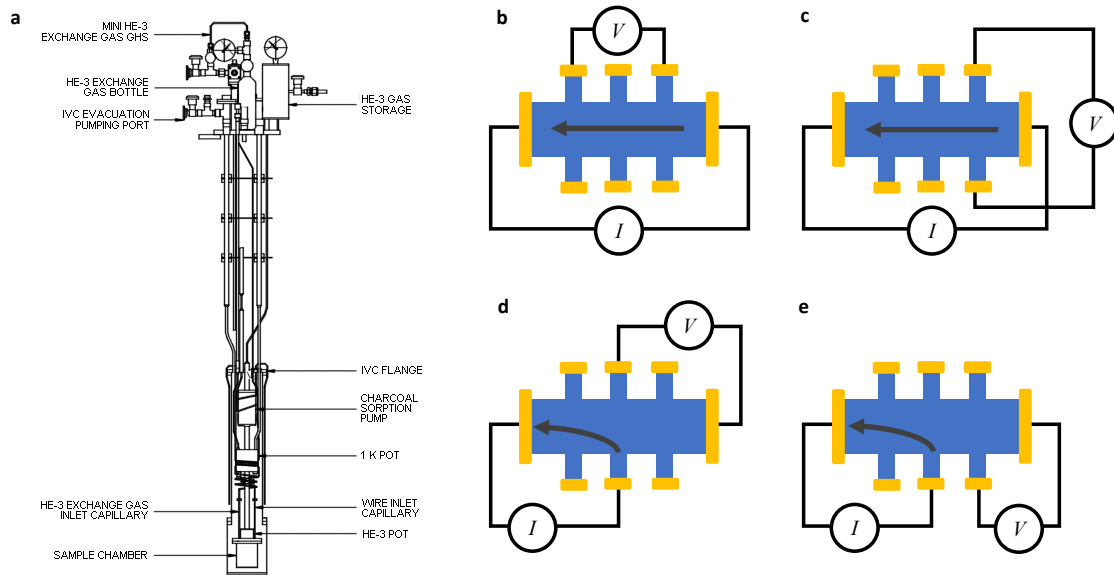 a
MINI HE-3
EXCHANGE GAS GHS
HE-3 EXCHANGE
GAS BOTTLE
IVC EVACUATION
PUMPING PORT
HE-3 GAS
STORAGE
IVC FLANGE
CHARCOAL
SORPTION
PUMP
1 K POT
HE-3 EXCHANGE GAS
INLET CAPILLARY
WIRE INLET
CAPILLARY
HE-3 POT
SAMPLE CHAMBER
b
V
I
c
V
I
d
V
I
e
I
V